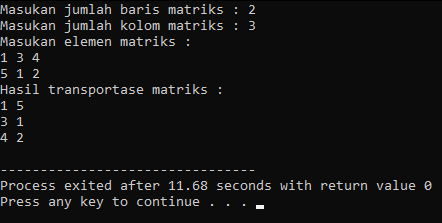 Masukan jumlah baris matriks : 2
Masukan jumlah kolom matriks : 3
Masukan elemen matriks :
1 3 4
5 1 2
Hasil transportase matriks :
1 5
3 1
4 2
--------------------------------
Process exited after 11.68 seconds with return value 0
Press any key to continue . . .